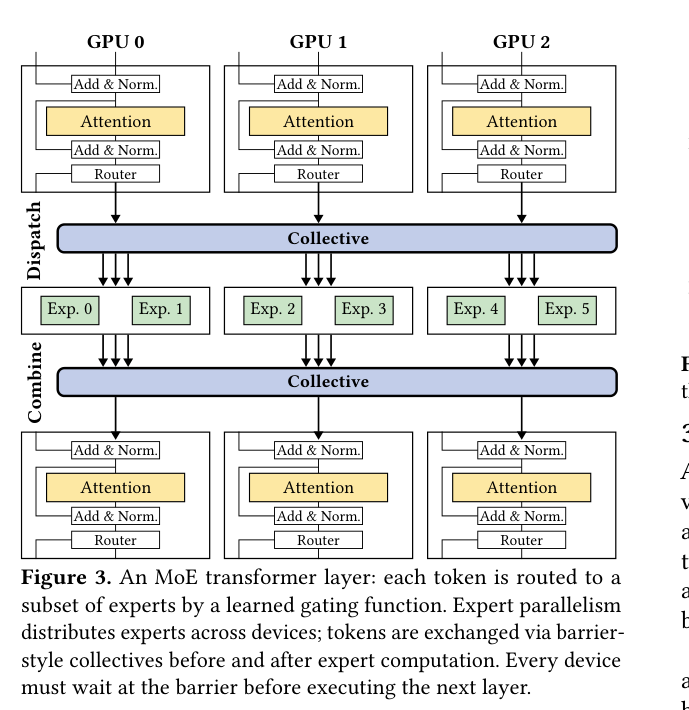 GPU 0 GPU 1 GPU 2
Add & Norm. Add & Norm. Add & Norm.
Attention Attention Attention
Add & Norm. Add & Norm. Add & Norm.
Router Router Router
Dispatch
Collective
Exp. 0 Exp. 1 Exp. 2 Exp. 3 Exp. 4 Exp. 5
Combine
Collective
Add & Norm. Add & Norm. Add & Norm.
Attention Attention Attention
Add & Norm. Add & Norm. Add & Norm.
Router Router Router
Figure 3. An MoE transformer layer: each token is routed to a
subset of experts by a learned gating function. Expert parallelism
distributes experts across devices; tokens are exchanged via barrier-
style collectives before and after expert computation. Every device
must wait at the barrier before executing the next layer.